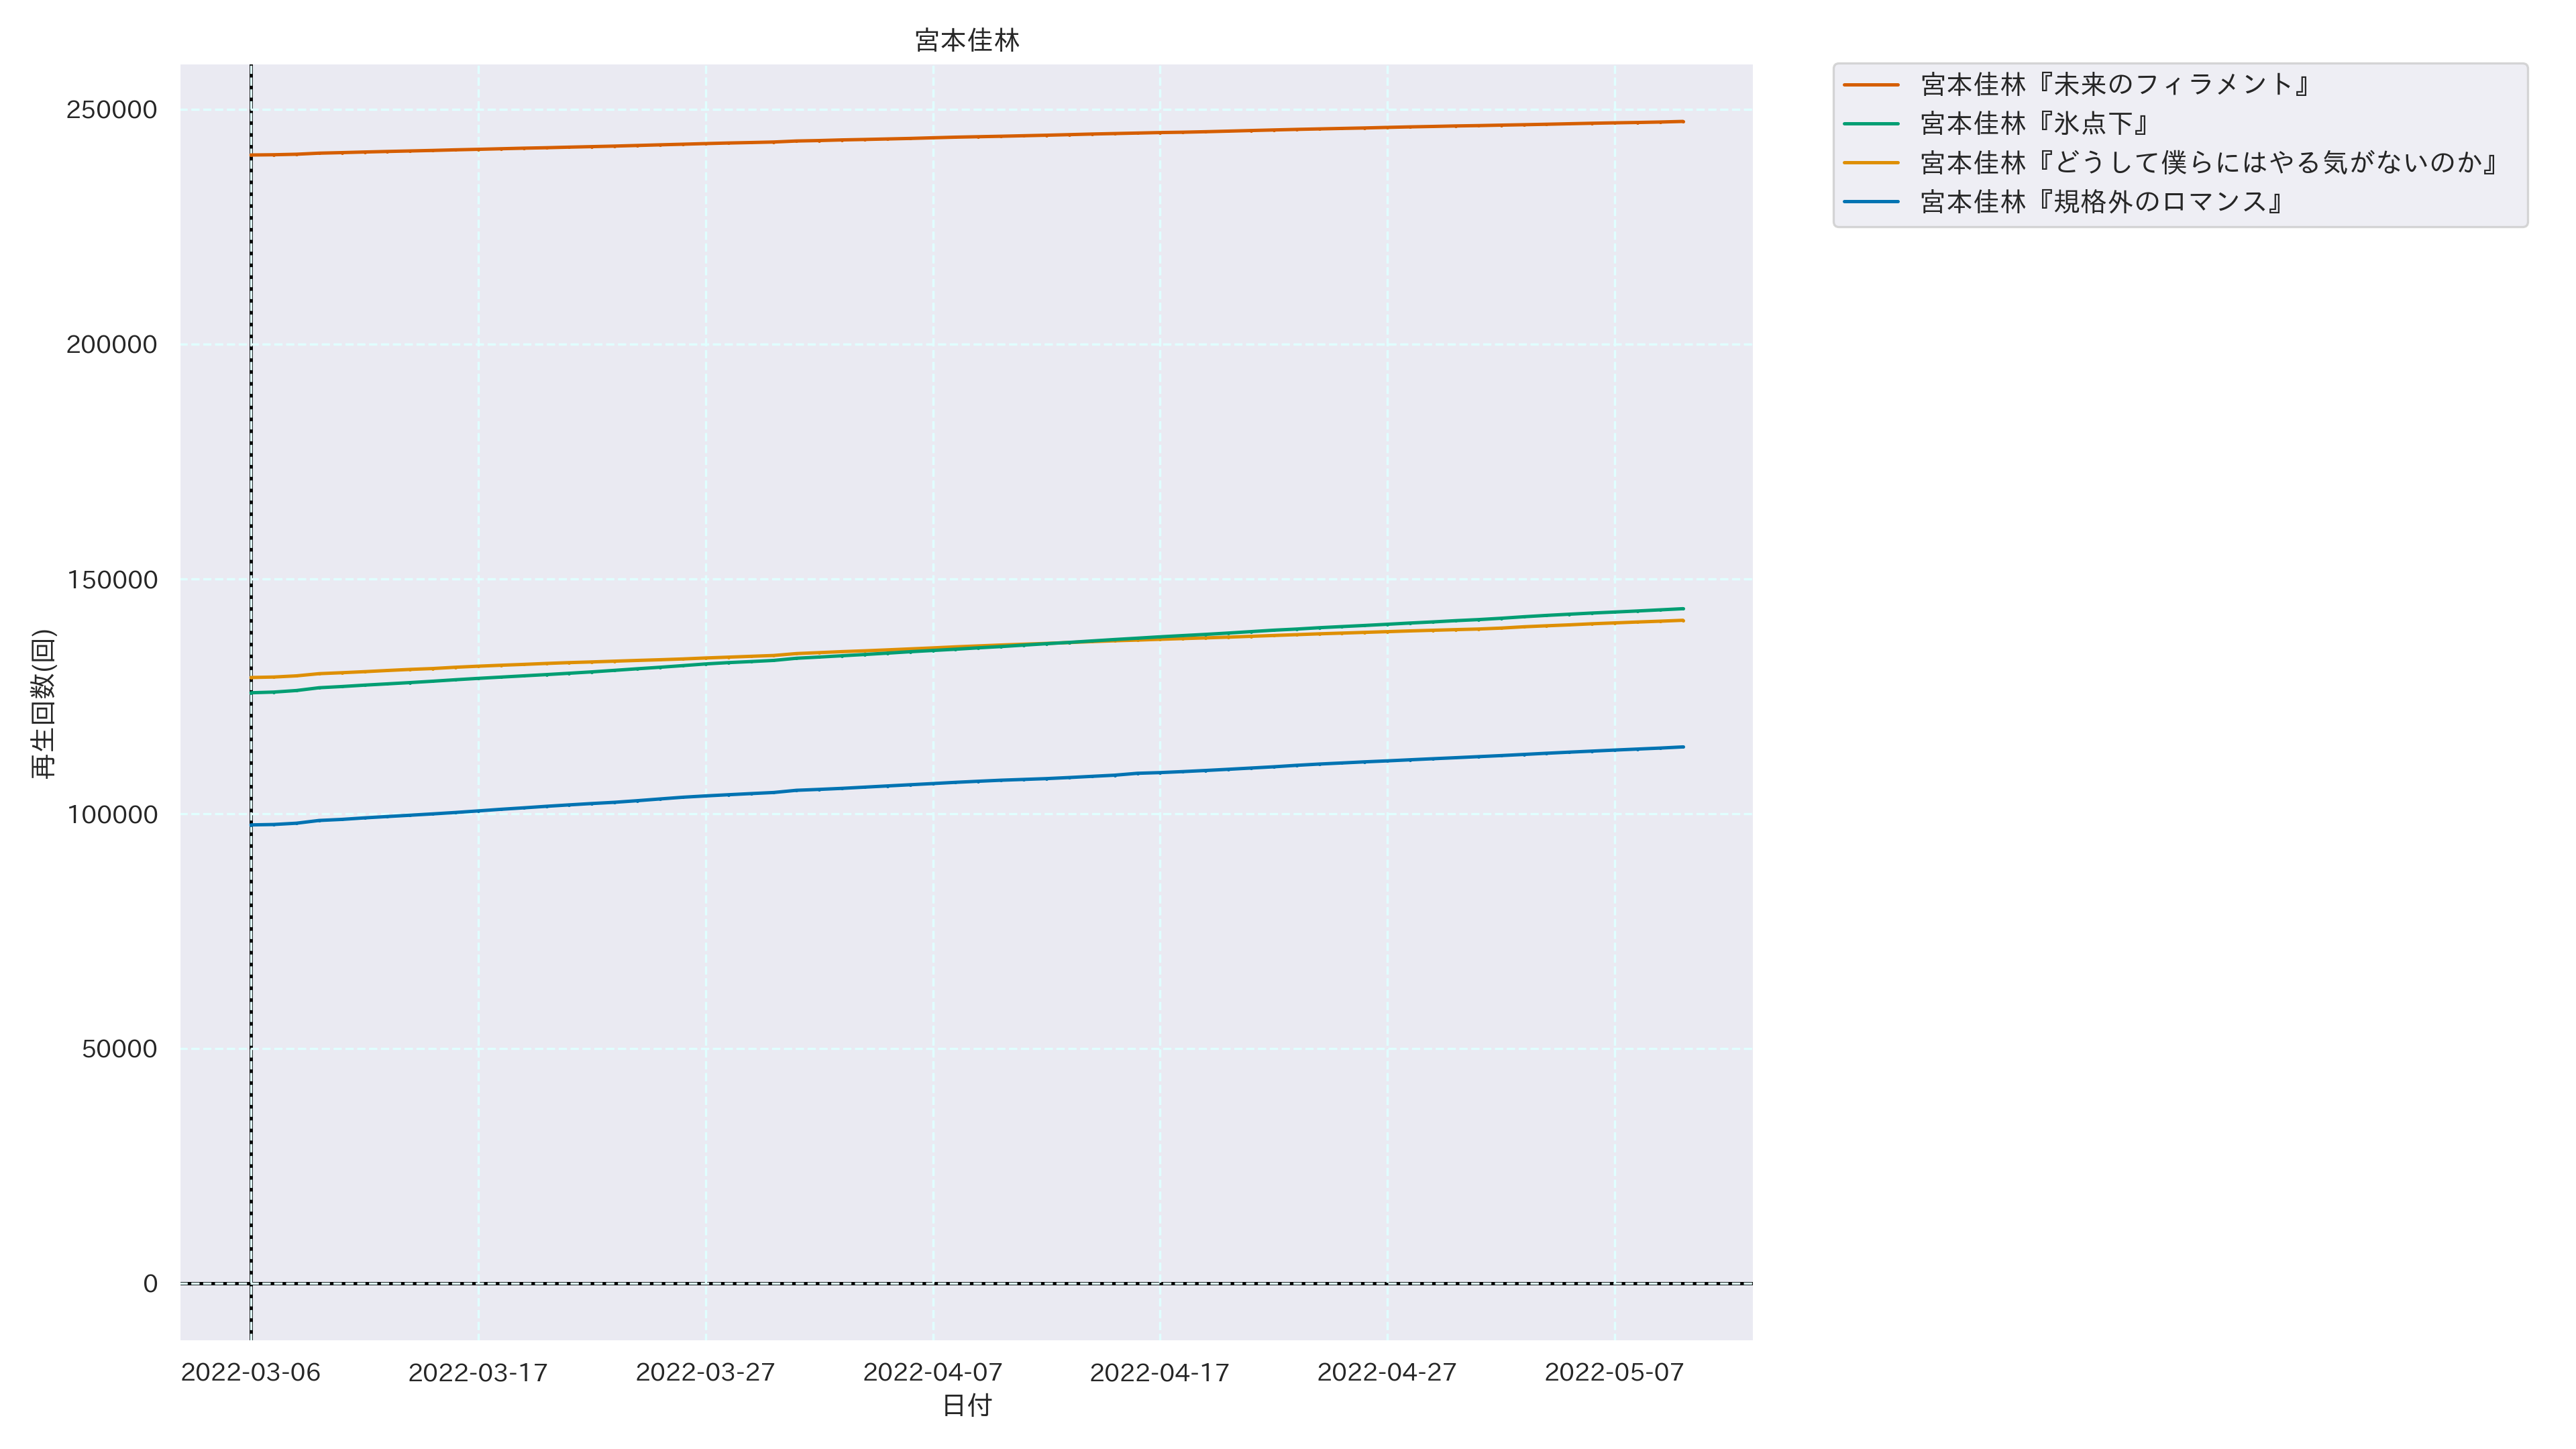 宮本佳林
250000
200000
150000
100000
50000
0
再生回数(回)
2022-03-06 2022-03-17 2022-03-27 2022-04-07 2022-04-17 2022-04-27 2022-05-07
日付
宮本佳林『未来のフィラメント』
宮本佳林『氷点下』
宮本佳林『どうして僕らにはやる気がないのか』
宮本佳林『規格外のロマンス』